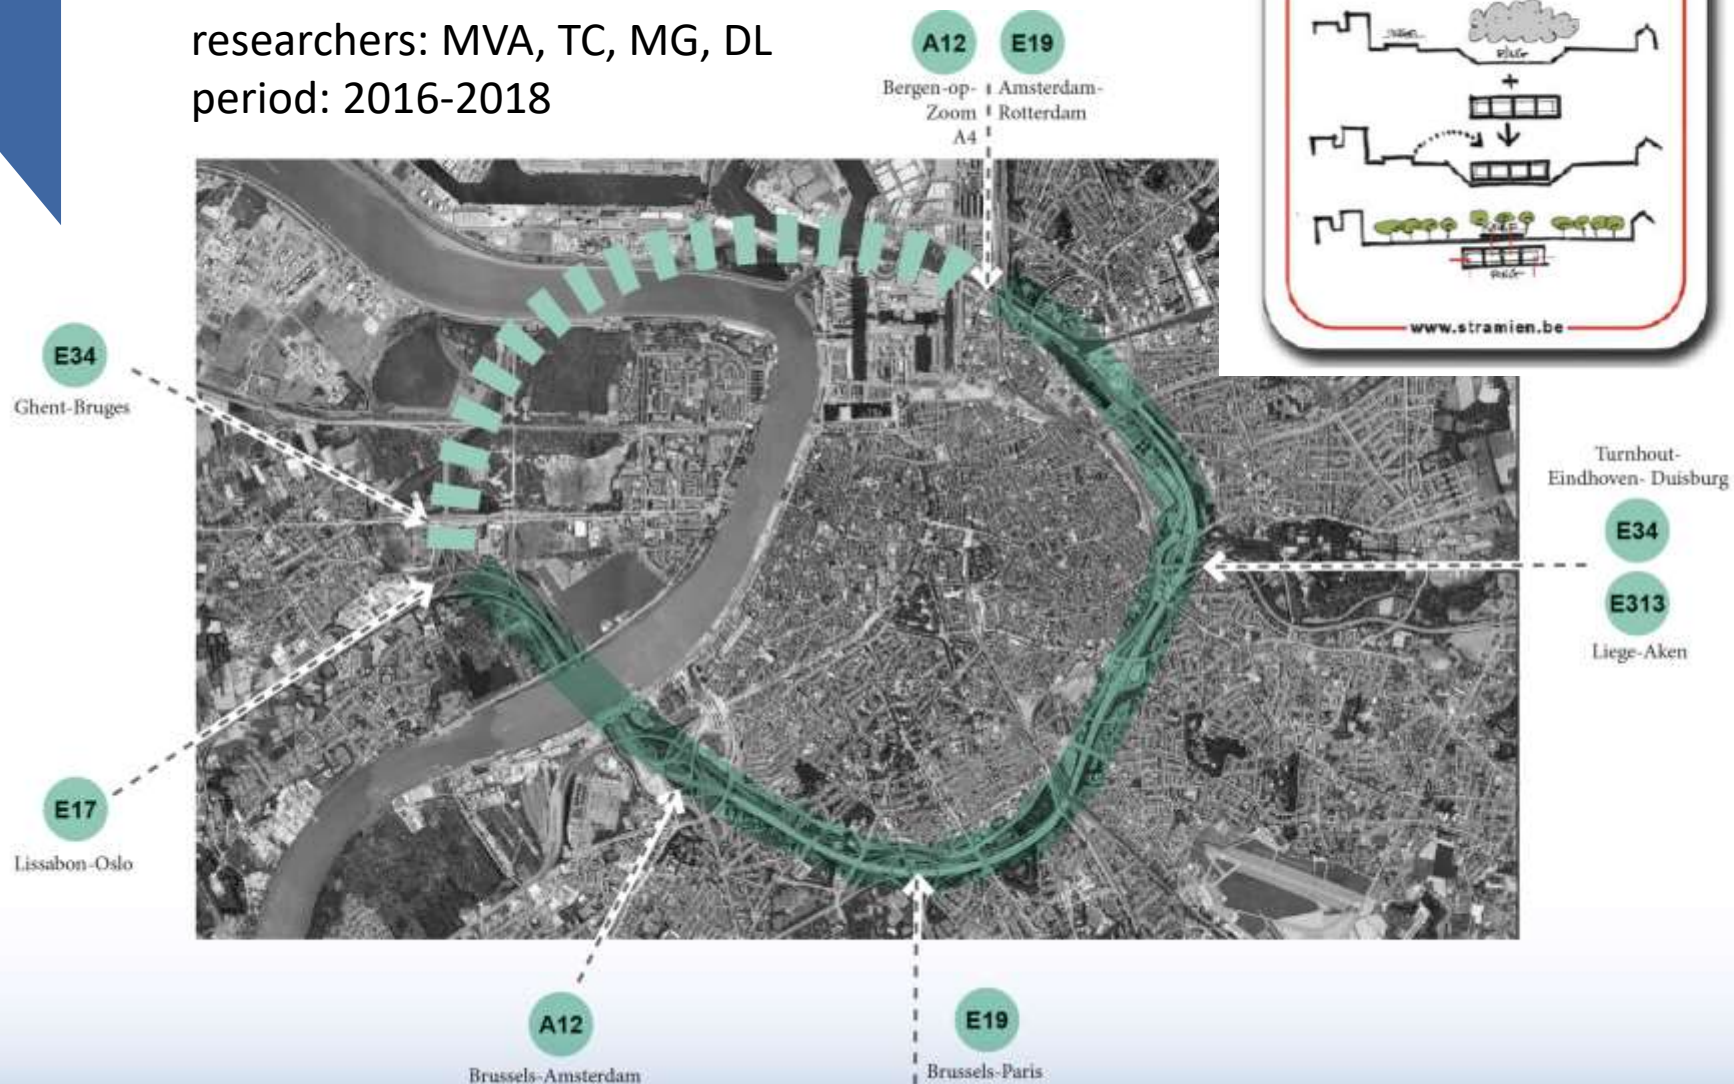 researchers: MVA, TC, MG, DL
period: 2016-2018
A12
E19
Bergen-op-
Zoom
A4
Amsterdam-
Rotterdam
RING
+
RING
www.stramien.be
E34
Ghent-Bruges
Turnhout-
Eindhoven- Duisburg
E34
E313
Liege-Aken
E17
Lissabon-Oslo
A12
Brussels-Amsterdam
E19
Brussels-Paris